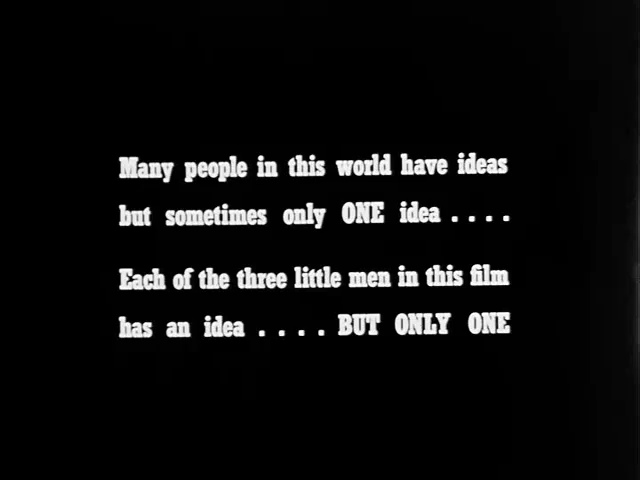 Many people in this world have ideas
but sometimes only ONE idea . . . .
Each of the three little men in this film
has an idea . . . . BUT ONLY ONE